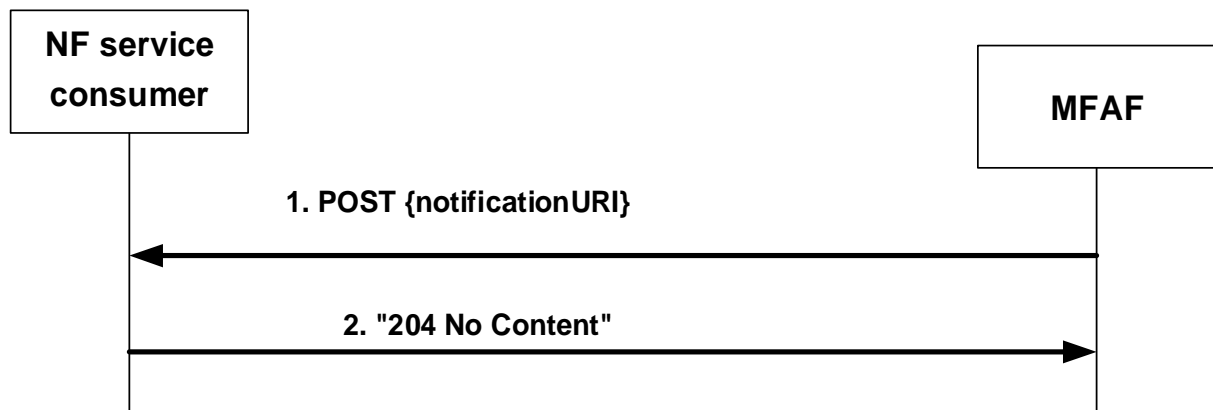 NF service
consumer
MFAF
1. POST {notificationURI}
2. "204 No Content"